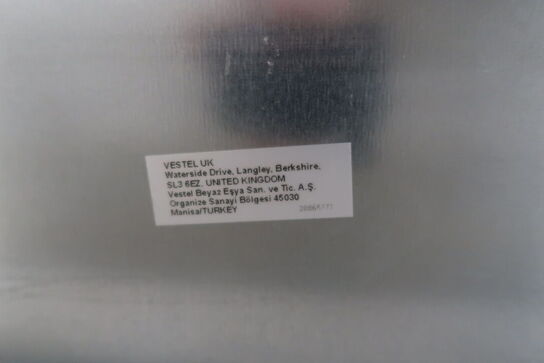 VESTEL UK
Waterside Drive, Langley, Berkshire,
SL3 6EZ. UNITED KINGDOM
Vestel Beyaz Eşya San. ve Tic. A.Ş.
Organize Sanayi Bölgesi 45030
Manisa/TURKEY